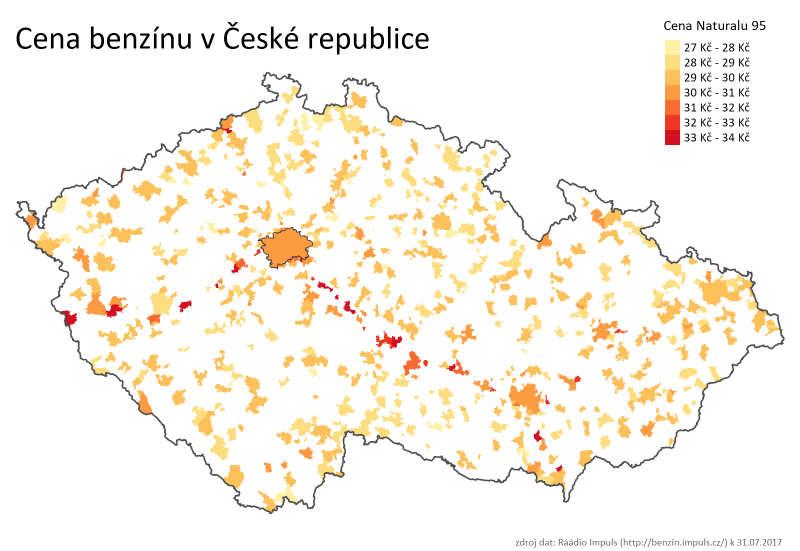 Cena benzínu v České republice
Cena Naturalu 95
27 Kč - 28 Kč
28 Kč - 29 Kč
29 Kč - 30 Kč
30 Kč - 31 Kč
31 Kč - 32 Kč
32 Kč - 33 Kč
33 Kč - 34 Kč
zdroj dat: Ráádio Impuls (http://benzin.impuls.cz/) k 31.07.2017